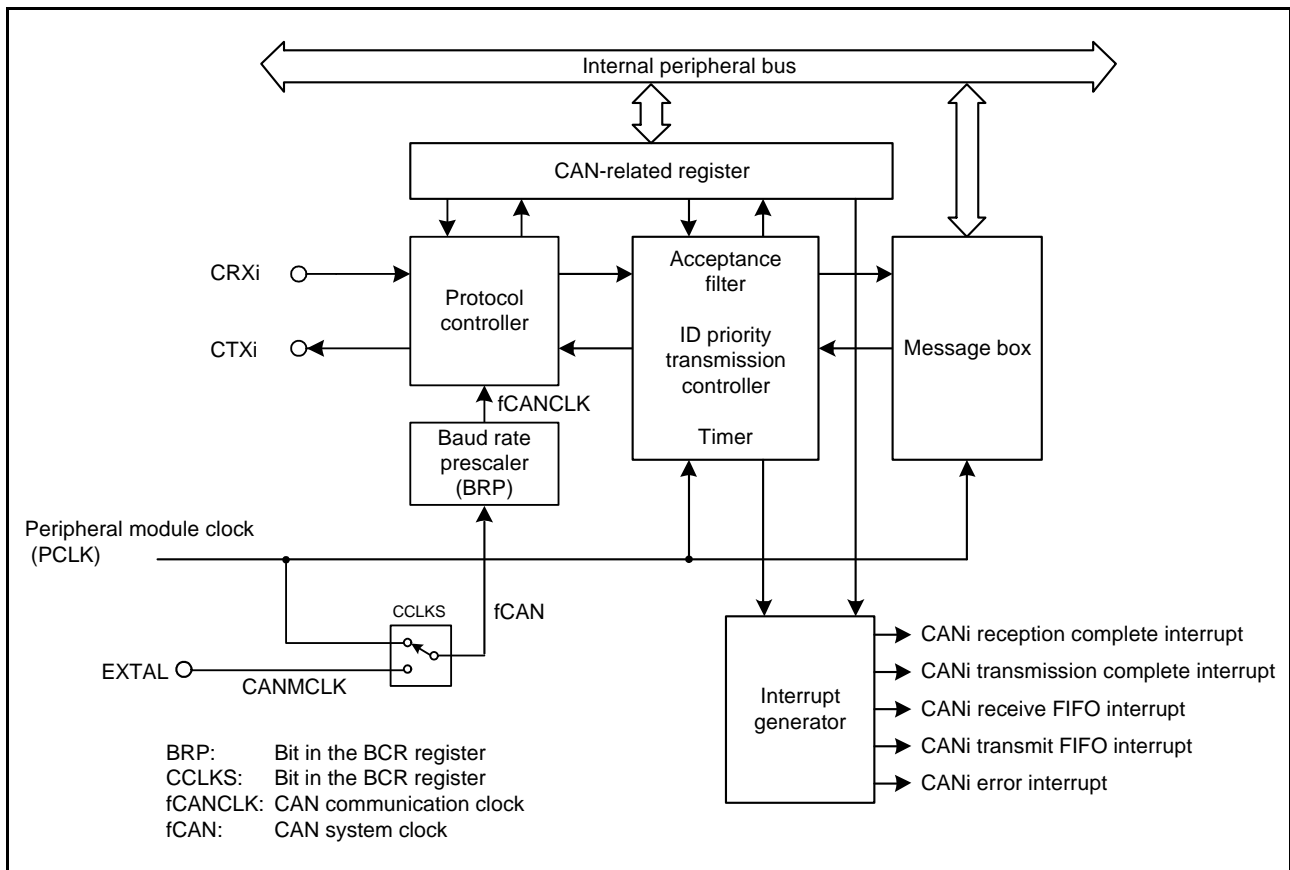 Internal peripheral bus
CAN-related register
CRXi
CTXi
Protocol
controller
Acceptance
filter
ID priority
transmission
controller
Timer
Message box
fCANCLK
Baud rate
prescaler
(BRP)
Peripheral module clock
(PCLK)
CCLKS
fCAN
EXTAL
CANMCLK
Interrupt
generator
CANi reception complete interrupt
CANi transmission complete interrupt
CANi receive FIFO interrupt
CANi transmit FIFO interrupt
CANi error interrupt
BRP: Bit in the BCR register
CCLKS: Bit in the BCR register
fCANCLK: CAN communication clock
fCAN: CAN system clock